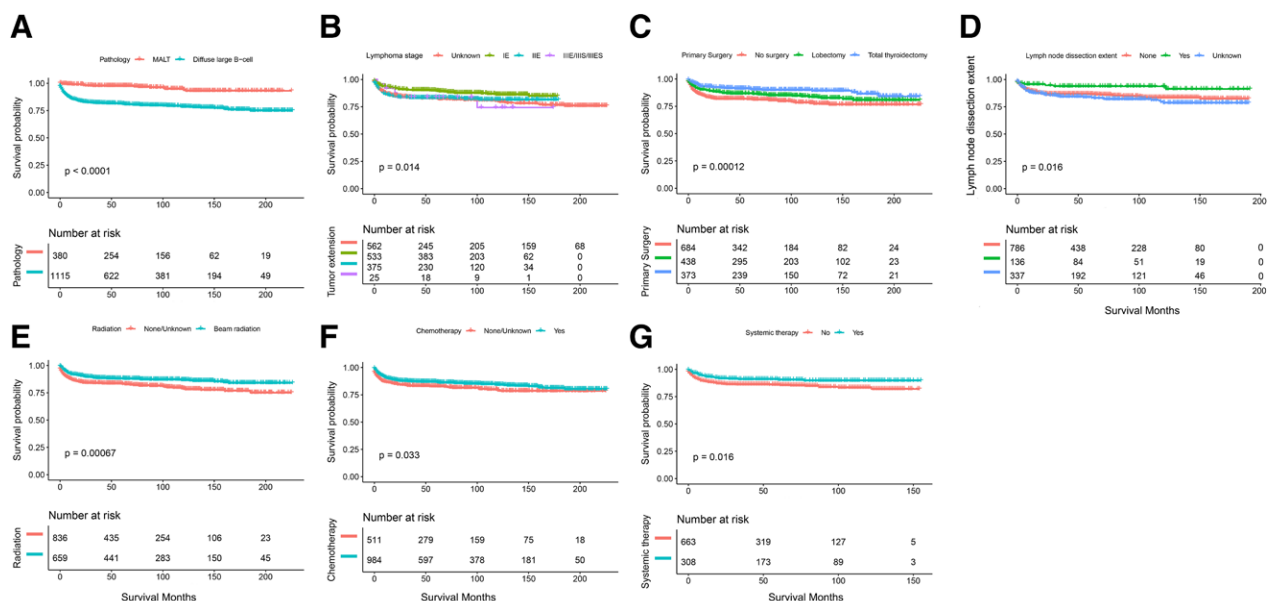 A
Pathology MALT Diffuse large B-cell
Survival probability
1.00
0.75
0.50
0.25
0.00
p < 0.0001
0 50 100 150 200
Number at risk
Pathology
380 254 156 62 19
1115 622 381 194 49
B
Lymphoma stage Unknown IE IIE IIIE/IIIS/IIIES
Survival probability
1.00
0.75
0.50
0.25
0.00
p = 0.014
0 50 100 150 200
Number at risk
Tumor extension
562 245 205 159 68
533 383 203 62 0
375 230 120 34 0
25 18 9 1 0
C
Primary Surgery No surgery Lobectomy Total thyroidectomy
Survival probability
1.00
0.75
0.50
0.25
0.00
p = 0.00012
0 50 100 150 200
Number at risk
Primary Surgery
684 342 184 82 24
438 295 203 102 23
373 239 150 72 21
D
Lymph node dissection extent None Yes Unknown
Lymph node dissection extent
1.00
0.75
0.50
0.25
0.00
p = 0.016
0 50 100 150 200
Number at risk
786 438 228 80 0
136 84 51 19 0
337 192 121 46 0
Survival Months
E
Radiation None/Unknown Beam radiation
Survival probability
1.00
0.75
0.50
0.25
0.00
p = 0.00067
0 50 100 150 200
Number at risk
Radiation
836 435 254 106 23
659 441 283 150 45
Survival Months
F
Chemotherapy None/Unknown Yes
Survival probability
1.00
0.75
0.50
0.25
0.00
p = 0.033
0 50 100 150 200
Number at risk
Chemotherapy
511 279 159 75 18
984 597 378 181 50
Survival Months
G
Systemic therapy No Yes
Survival probability
1.00
0.75
0.50
0.25
0.00
p = 0.016
0 50 100 150
Number at risk
Systemic therapy
663 319 127 5
308 173 89 3
Survival Months